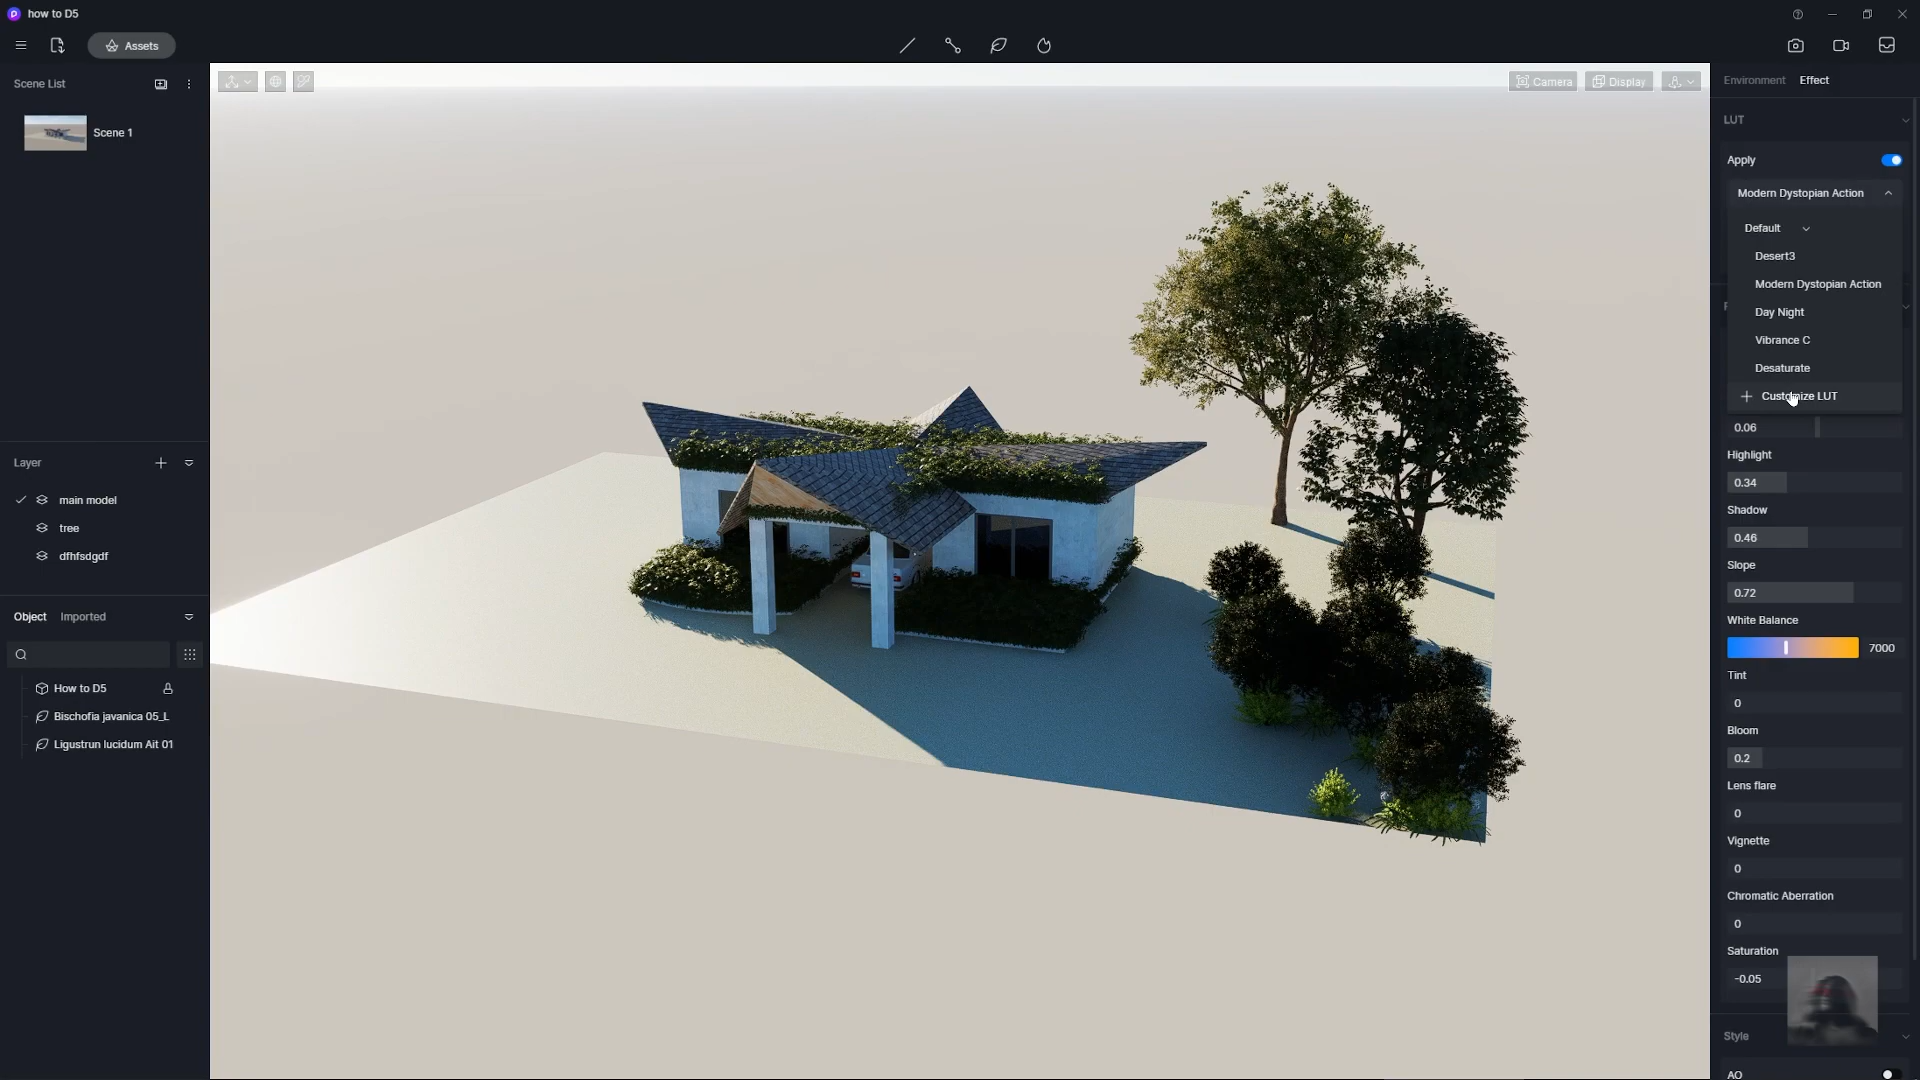 how to D5
Assets
Scene List
Scene 1
Layer
main model
tree
dfhfsdgdf
Object Imported
How to D5
Bischofia javanica 05_L
Ligustrun lucidum Ait 01
Camera
Display
Environment Effect
LUT
Apply
Modern Dystopian Action
Default
Desert3
Modern Dystopian Action
Day Night
Vibrance C
Desaturate
Customize LUT
0.06
Highlight
0.34
Shadow
0.46
Slope
0.72
White Balance
7000
Tint
0
Bloom
0.2
Lens flare
0
Vignette
0
Chromatic Aberration
0
Saturation
-0.05
Style
AO